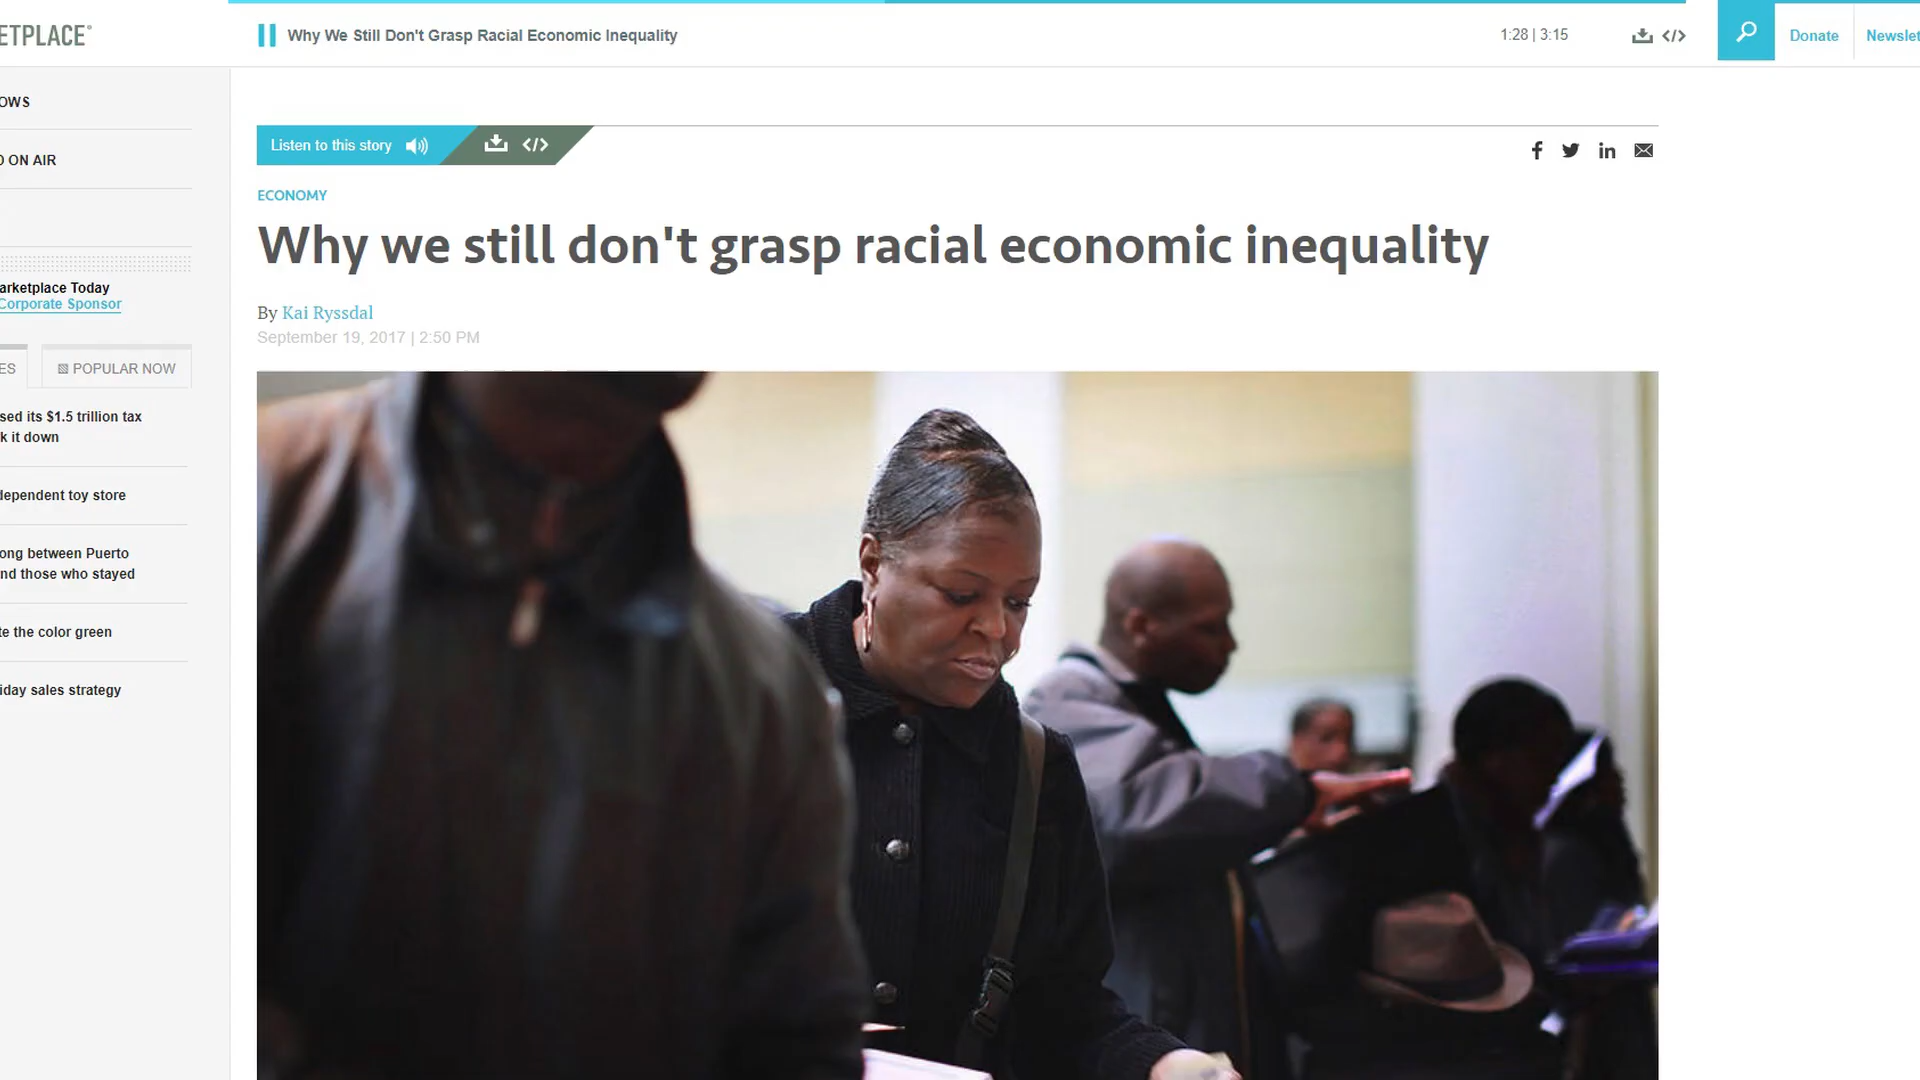 ETPLACE®
Why We Still Don't Grasp Racial Economic Inequality
1:28 | 3:15
</>
Donate
Newslet
OWS
O ON AIR
arketplace Today
Corporate Sponsor
ES
POPULAR NOW
sed its $1.5 trillion tax
k it down
dependent toy store
ong between Puerto
nd those who stayed
te the color green
iday sales strategy
Listen to this story
</>
ECONOMY
Why we still don't grasp racial economic inequality
By Kai Ryssdal
September 19, 2017 | 2:50 PM